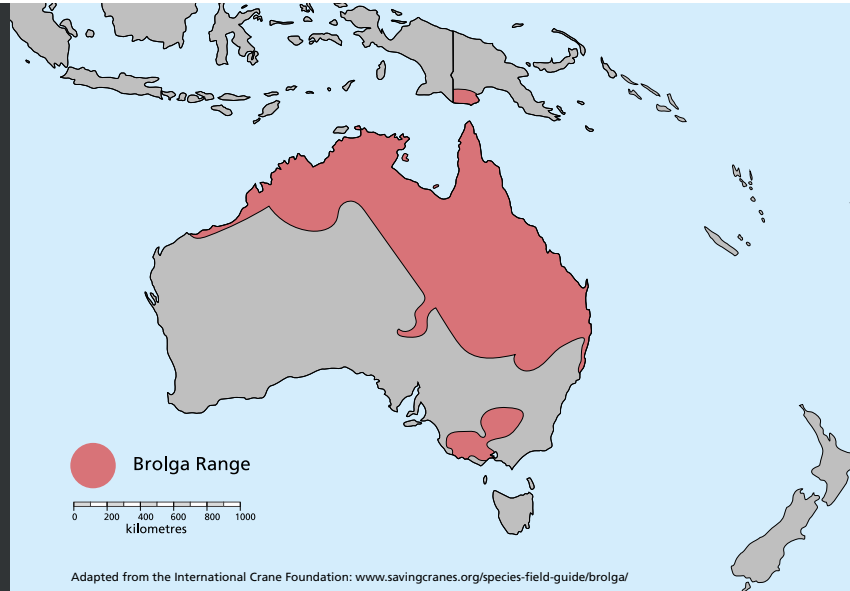 Brolga Range
0 200 400 600 800 1000
kilometres
Adapted from the International Crane Foundation: www.savingcranes.org/species-field-guide/brolga/